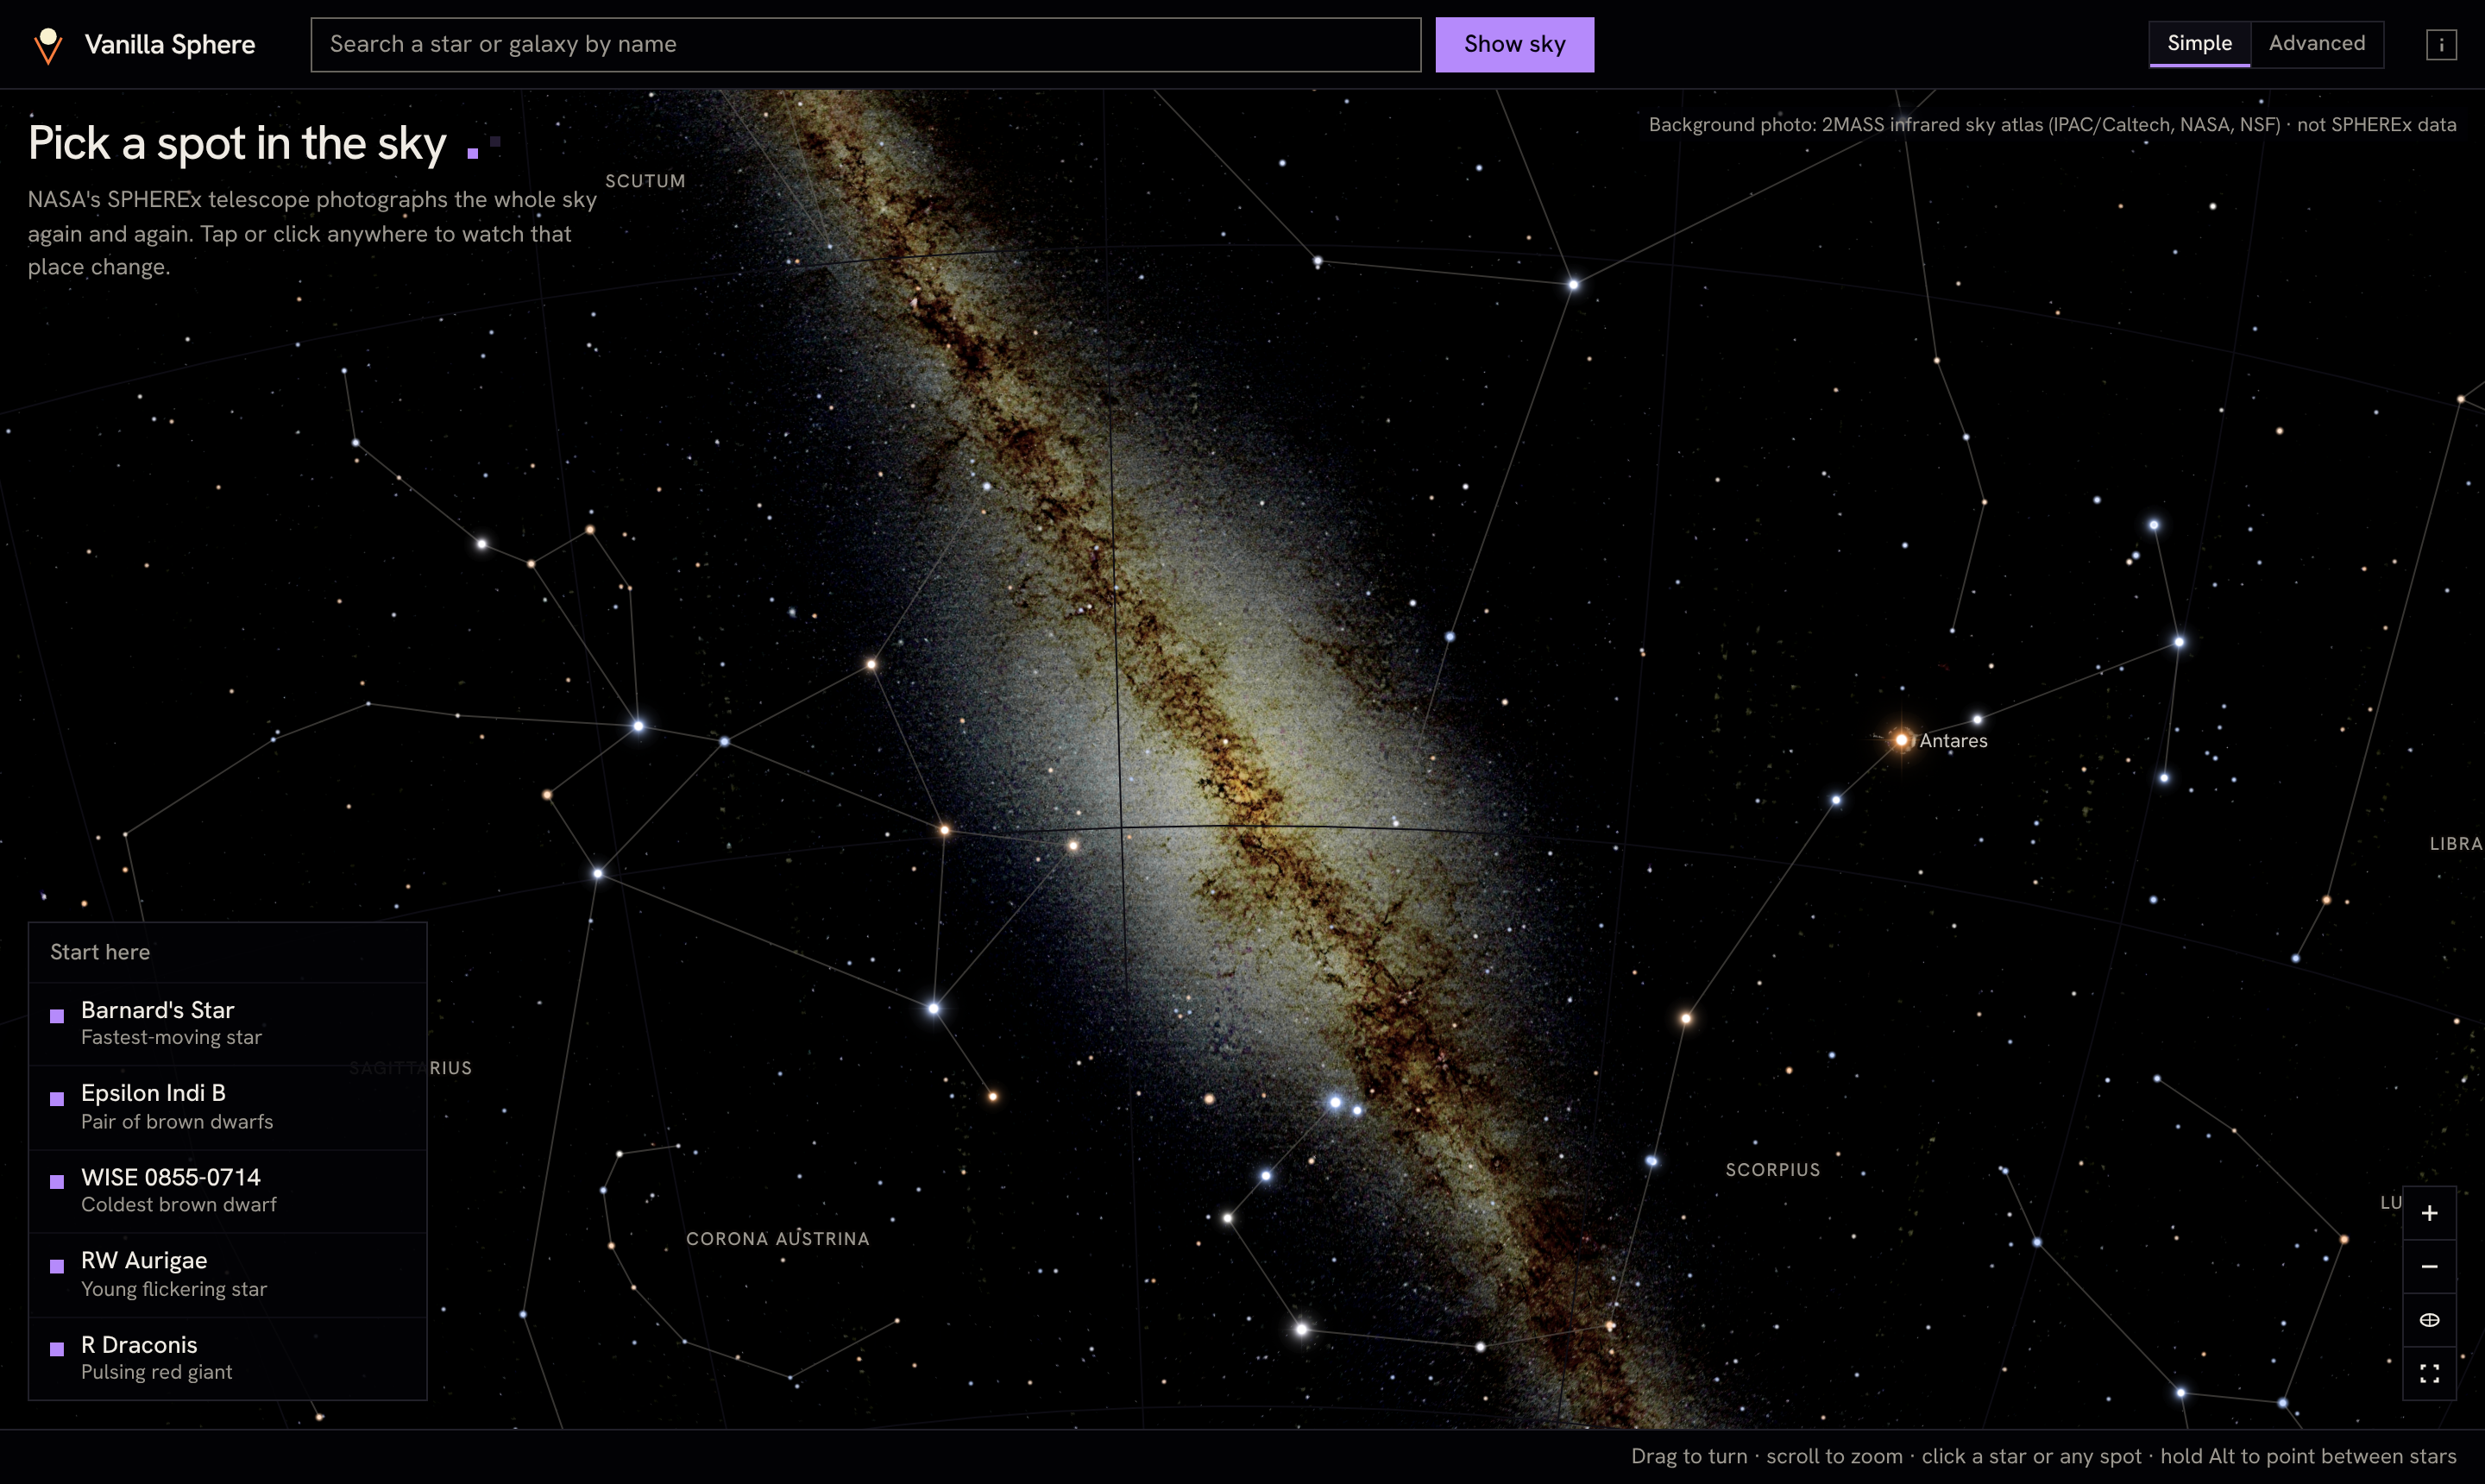 Vanilla Sphere
Search a star or galaxy by name
Show sky
Simple
Advanced
i
Pick a spot in the sky
NASA's SPHEREx telescope photographs the whole sky
again and again. Tap or click anywhere to watch that
place change.
Background photo: 2MASS infrared sky atlas (IPAC/Caltech, NASA, NSF) · not SPHEREx data
SCUTUM
Antares
LIBRA
Start here
Barnard's Star
Fastest-moving star
SAGITTARIUS
Epsilon Indi B
Pair of brown dwarfs
WISE 0855-0714
Coldest brown dwarf
SCORPIUS
LU
CORONA AUSTRINA
RW Aurigae
Young flickering star
R Draconis
Pulsing red giant
+
−
Drag to turn · scroll to zoom · click a star or any spot · hold Alt to point between stars